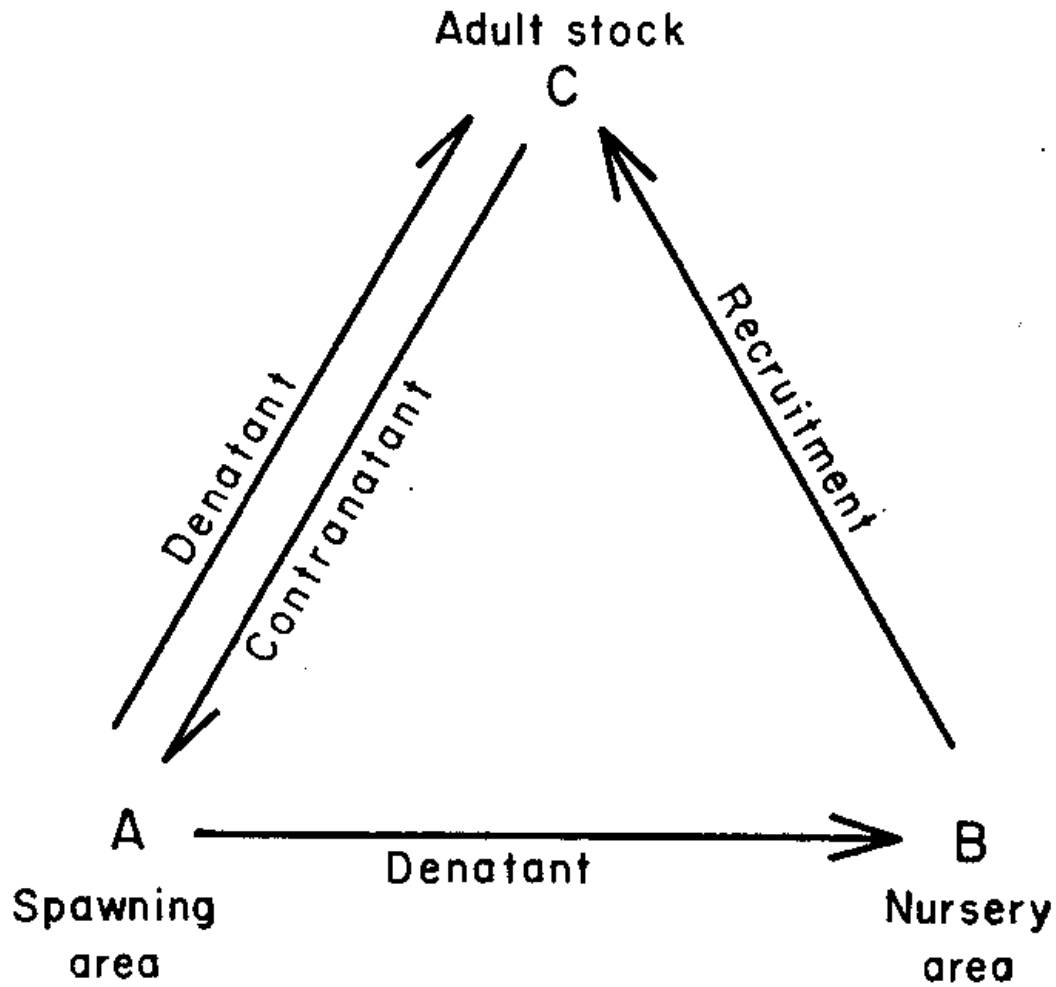 Adult stock
C
Denatant
Contranatant
Recruitment
A
Denatant
B
Spawning
area
Nursery
area